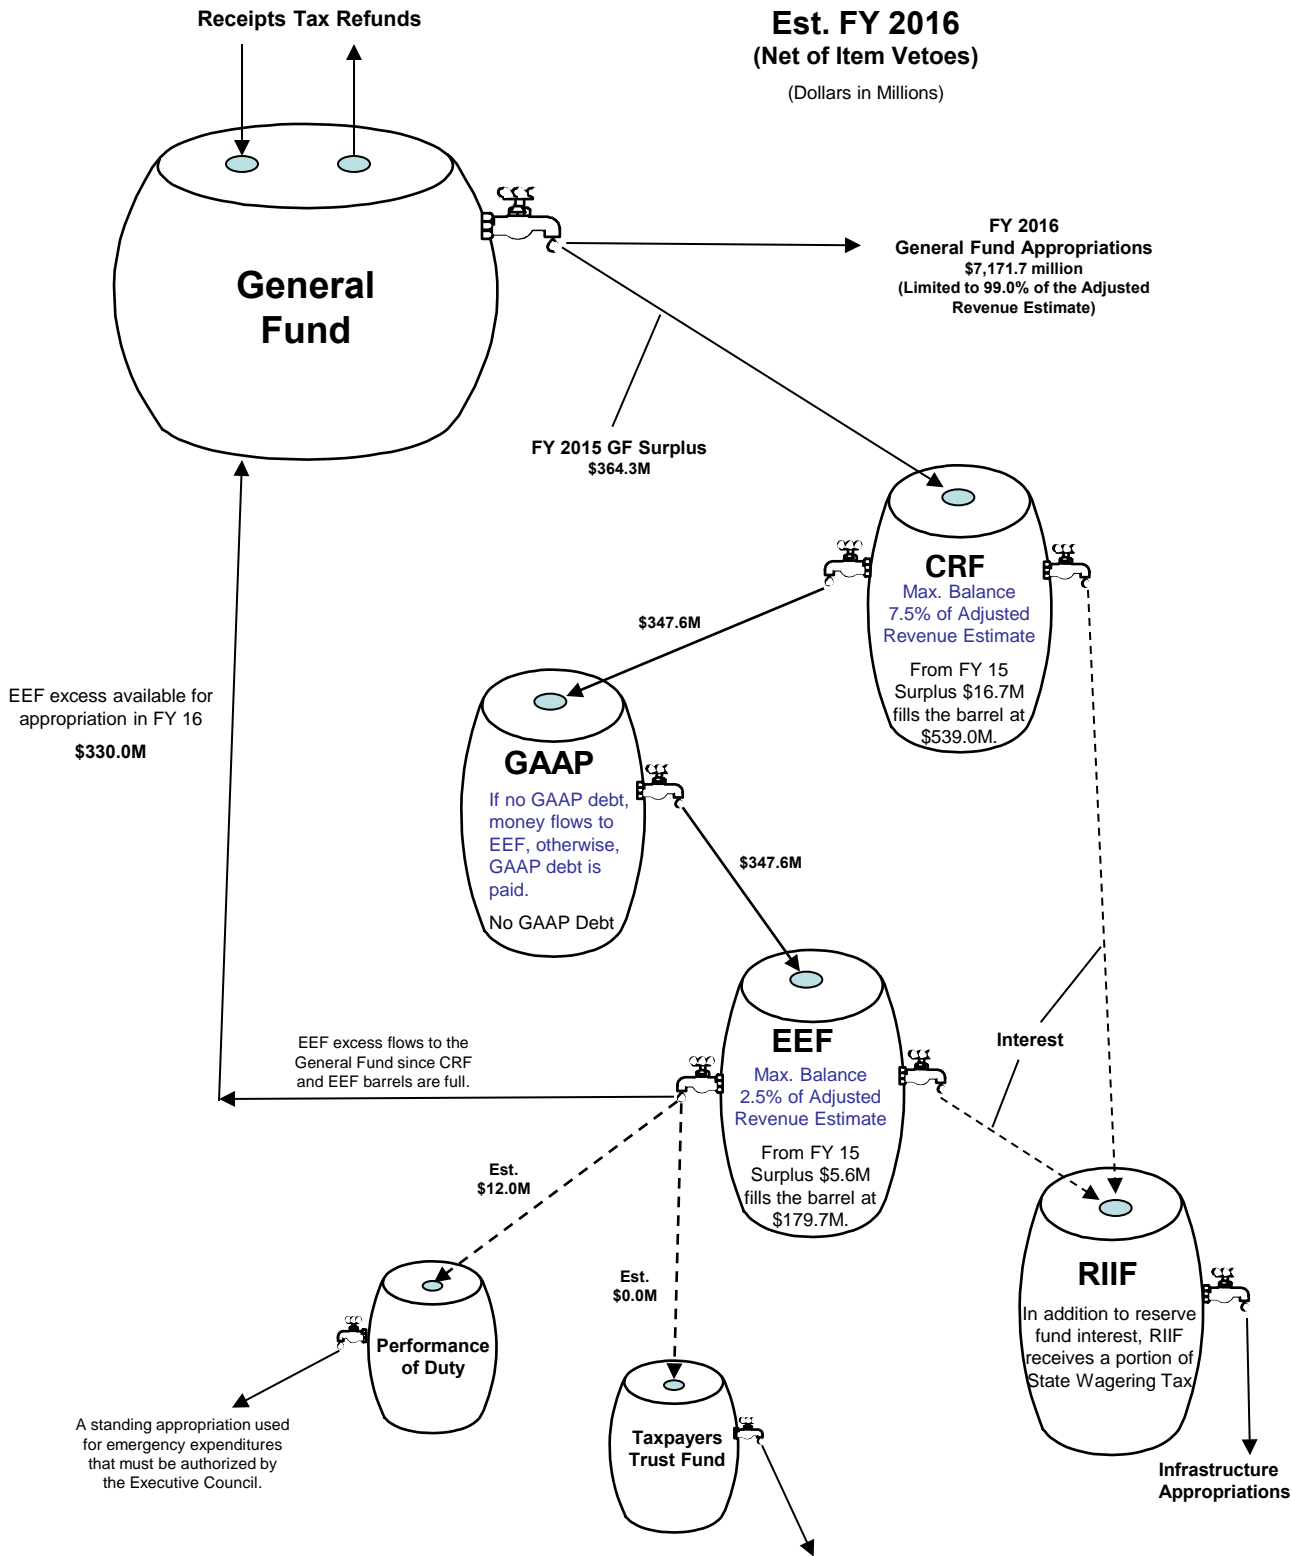 Receipts Tax Refunds
Est. FY 2016
(Net of Item Vetoes)
(Dollars in Millions)
General
Fund
FY 2016
General Fund Appropriations
$7,171.7 million
(Limited to 99.0% of the Adjusted
Revenue Estimate)
FY 2015 GF Surplus
$364.3M
CRF
Max. Balance
7.5% of Adjusted
Revenue Estimate
From FY 15
Surplus $16.7M
fills the barrel at
$539.0M.
$347.6M
EEF excess available for
appropriation in FY 16
$330.0M
GAAP
If no GAAP debt,
money flows to
EEF, otherwise,
GAAP debt is
paid.
No GAAP Debt
$347.6M
EEF excess flows to the
General Fund since CRF
and EEF barrels are full.
EEF
Max. Balance
2.5% of Adjusted
Revenue Estimate
From FY 15
Surplus $5.6M
fills the barrel at
$179.7M.
Interest
Est.
$12.0M
Est.
$0.0M
RIIF
In addition to reserve
fund interest, RIIF
receives a portion of
State Wagering Tax
Performance
of Duty
A standing appropriation used
for emergency expenditures
that must be authorized by
the Executive Council.
Taxpayers
Trust Fund
Infrastructure
Appropriations